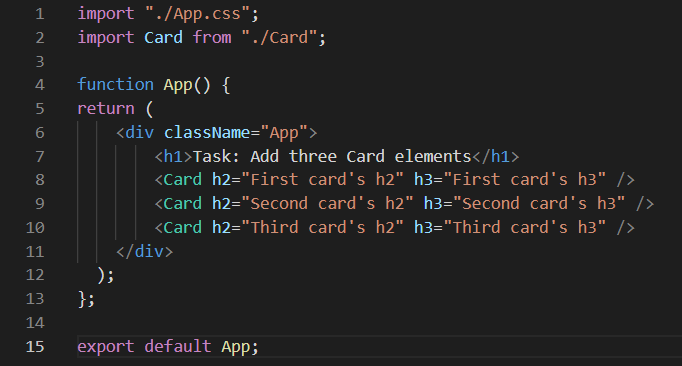 1 import "./App.css";
2 import Card from "./Card";
3
4 function App() {
5 return (
6 <div className="App">
7 <h1>Task: Add three Card elements</h1>
8 <Card h2="First card's h2" h3="First card's h3" />
9 <Card h2="Second card's h2" h3="Second card's h3" />
10 <Card h2="Third card's h2" h3="Third card's h3" />
11 </div>
12 );
13 };
14
15 export default App;